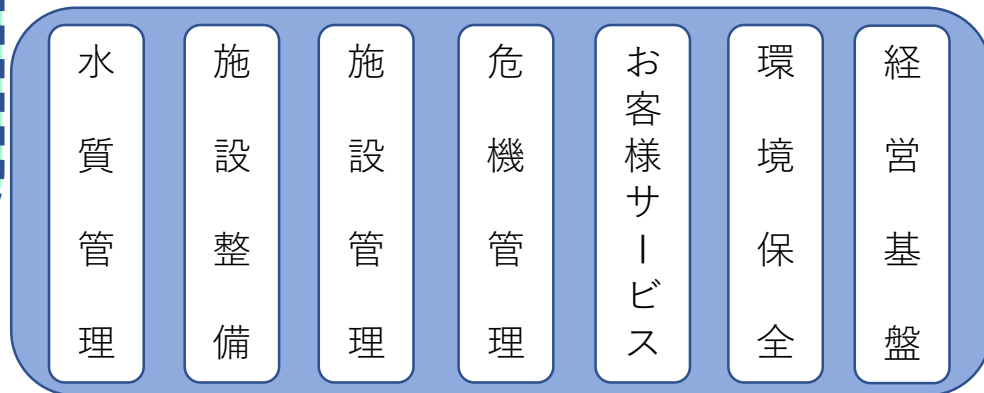 水質管理
施設整備
施設管理
危機管理
お客様サービス
環境保全
経営基盤